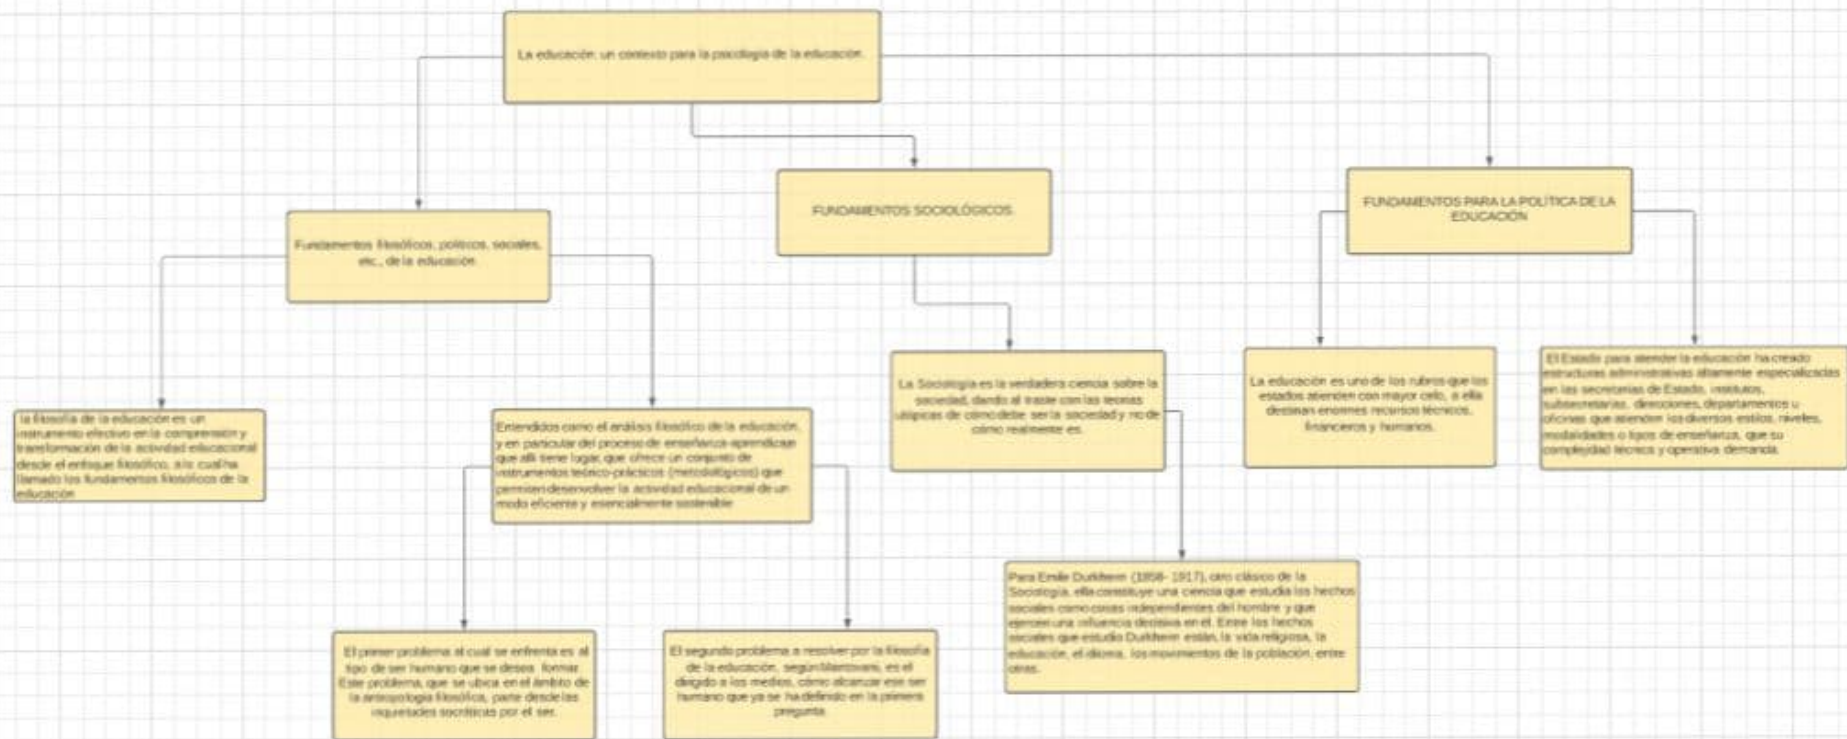 La educación: un contexto para la psicología de la educación.
FUNDAMENTOS SOCIOLÓGICOS.
FUNDAMENTOS PARA LA POLÍTICA DE LA
EDUCACIÓN
Fundamentos filosóficos, políticos, sociales,
etc., de la educación.
La Sociología es la verdadera ciencia sobre la
sociedad, dando al traste con las teorías
utópicas de cómo debe ser la sociedad y no de
cómo realmente es.
La educación es uno de los rubros que los
estados atienden con mayor celo, a ella
destinan enormes recursos técnicos,
financieros y humanos.
El Estado para atender la educación ha creado
estructuras administrativas altamente especializadas
en las secretarías de Estado, institutos,
subsecretarías, direcciones, departamentos u
oficinas que atienden los diversos estilos, niveles,
modalidades o tipos de enseñanza, que su
complejidad técnica y operativa demanda.
la filosofía de la educación es un
instrumento efectivo en la comprensión y
transformación de la actividad educacional
desde el enfoque filosófico, a lo cual ha
llamado los fundamentos filosóficos de la
educación
Entendidos como el análisis filosófico de la educación,
y en particular del proceso de enseñanza-aprendizaje
que allí tiene lugar, que ofrece un conjunto de
instrumentos teórico-prácticos (metodológicos) que
permiten desenvolver la actividad educacional de un
modo eficiente y esencialmente sostenible
Para Emile Durkheim (1858- 1917), otro clásico de la
Sociología, ella constituye una ciencia que estudia los hechos
sociales como cosas independientes del hombre y que
ejercen una influencia decisiva en él. Entre los hechos
sociales que estudio Durkheim están, la vida religiosa, la
educación, el idioma, los movimientos de la población, entre
otras.
El primer problema al cual se enfrenta es al
tipo de ser humano que se desea formar.
Este problema, que se ubica en el ámbito de
la antropología filosófica, parte desde las
inquietudes socráticas por el ser.
El segundo problema a resolver por la filosofía
de la educación, según Mantovani, es el
dirigido a los medios, cómo alcanzar ese ser
humano que ya se ha definido en la primera
pregunta.